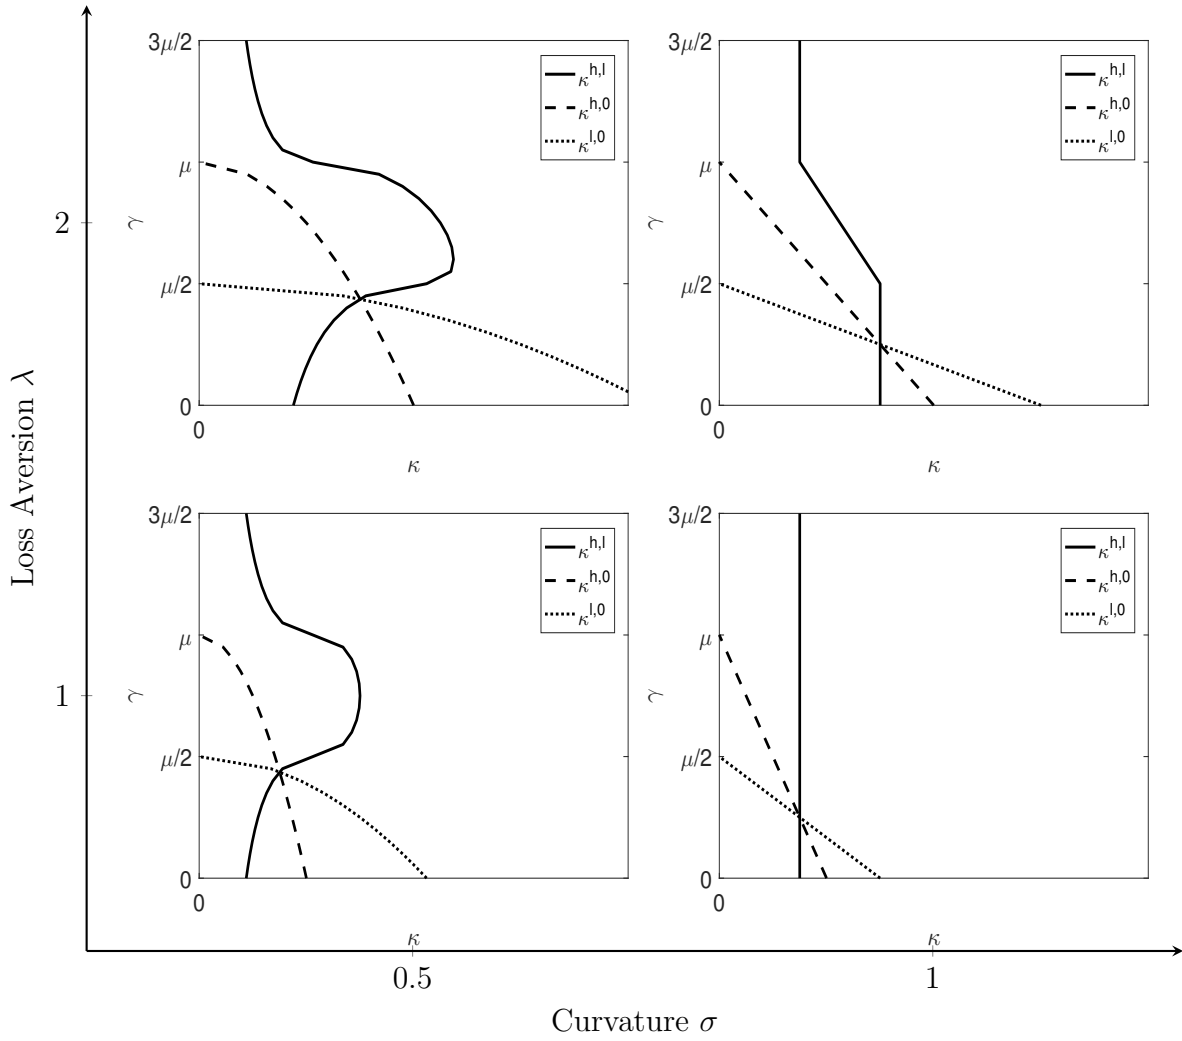 3μ/2
μ
μ/2
0
0
γ
κ
κ^h,l
κ^h,0
κ^l,0
3μ/2
μ
μ/2
0
0
γ
κ
κ^h,l
κ^h,0
κ^l,0
2
Loss Aversion λ
1
3μ/2
μ
μ/2
0
0
γ
κ
κ^h,l
κ^h,0
κ^l,0
3μ/2
μ
μ/2
0
0
γ
κ
κ^h,l
κ^h,0
κ^l,0
0.5
1
Curvature σ